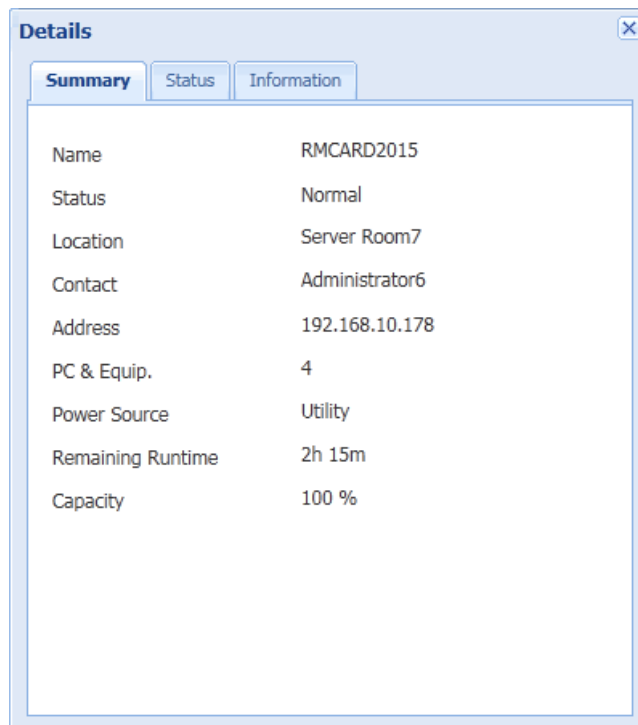 Details
Summary Status Information
Name RMCARD2015
Status Normal
Location Server Room7
Contact Administrator6
Address 192.168.10.178
PC & Equip. 4
Power Source Utility
Remaining Runtime 2h 15m
Capacity 100 %